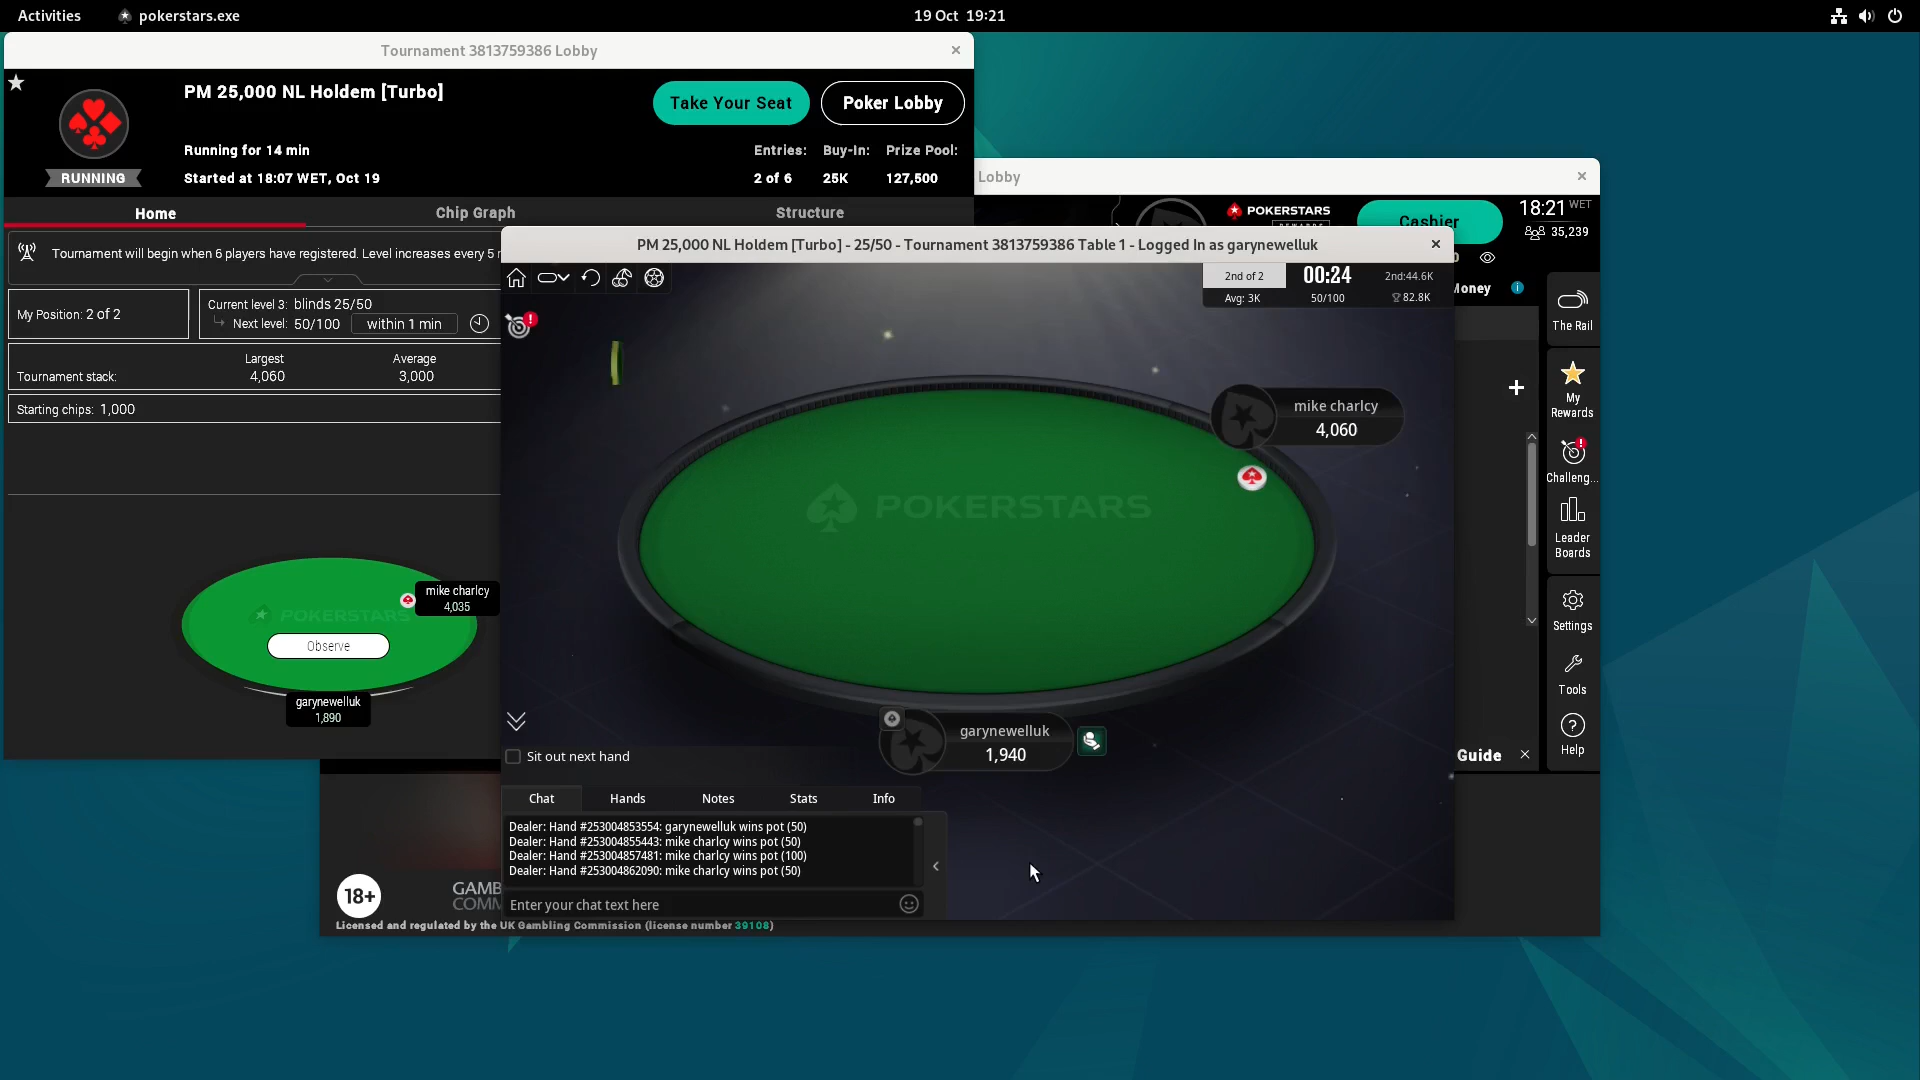 Activities
pokerstars.exe
19 Oct 19:21
Tournament 3813759386 Lobby
PM 25,000 NL Holdem [Turbo]
Take Your Seat
Poker Lobby
Running for 14 min
Entries: Buy-In: Prize Pool:
RUNNING
Started at 18:07 WET, Oct 19
2 of 6 25K 127,500
Home
Chip Graph
Structure
Tournament will begin when 6 players have registered. Level increases every 5
My Position: 2 of 2
Current level 3: blinds 25/50
Next level: 50/100 within 1 min
Largest Average
Tournament stack: 4,060 3,000
Starting chips: 1,000
POKERSTARS
mike charlcy
4,035
Observe
garynewelluk
1,890
Lobby
POKERSTARS
Cashier
18:21 WET
35,239
Money
The Rail
My
Rewards
Challeng...
Leader
Boards
Settings
Tools
Help
Guide
PM 25,000 NL Holdem [Turbo] - 25/50 - Tournament 3813759386 Table 1 - Logged In as garynewelluk
2nd of 2 00:24 2nd:44.6K
Avg: 3K 50/100 82.8K
mike charlcy
4,060
POKERSTARS
garynewelluk
1,940
Sit out next hand
Chat Hands Notes Stats Info
Dealer: Hand #253004853554: garynewelluk wins pot (50)
Dealer: Hand #253004855443: mike charlcy wins pot (50)
Dealer: Hand #253004857481: mike charlcy wins pot (100)
Dealer: Hand #253004862090: mike charlcy wins pot (50)
Enter your chat text here
18+
GAMB
COMM
Licensed and regulated by the UK Gambling Commission (license number 39108)